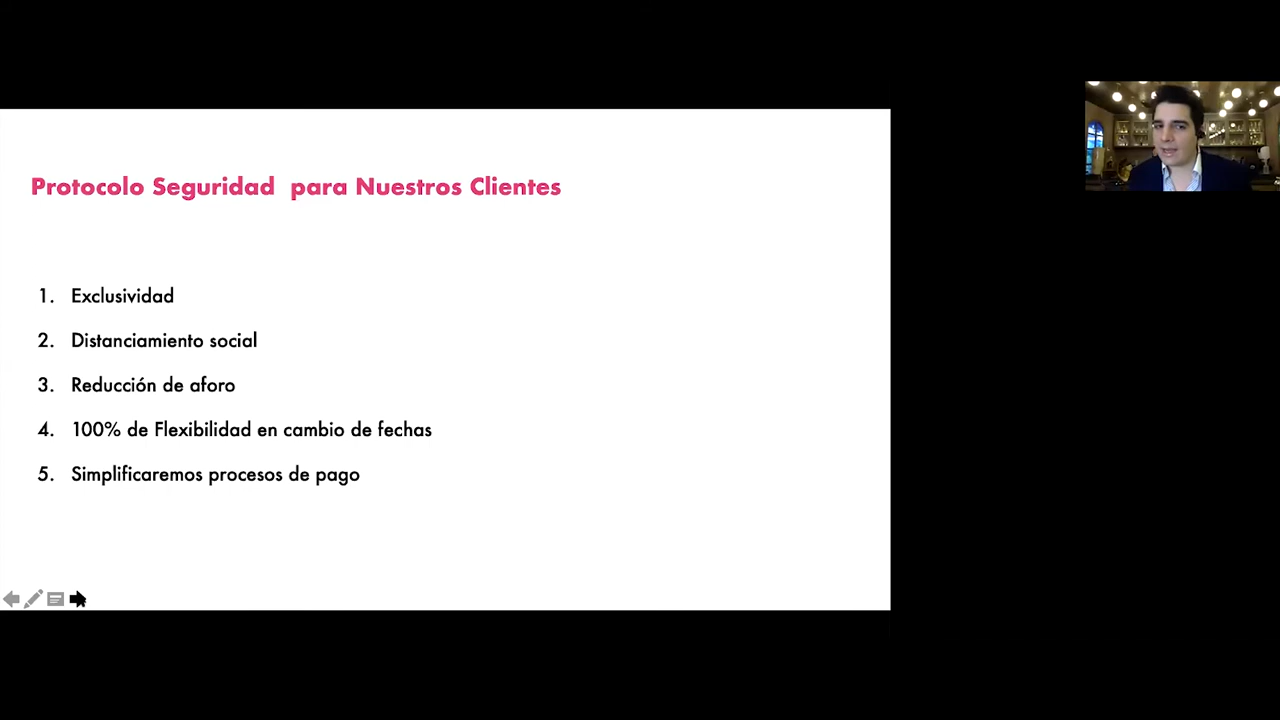 Protocolo Seguridad  para Nuestros Clientes
1. Exclusividad
2. Distanciamiento social
3. Reducción de aforo
4. 100% de Flexibilidad en cambio de fechas
5. Simplificaremos procesos de pago